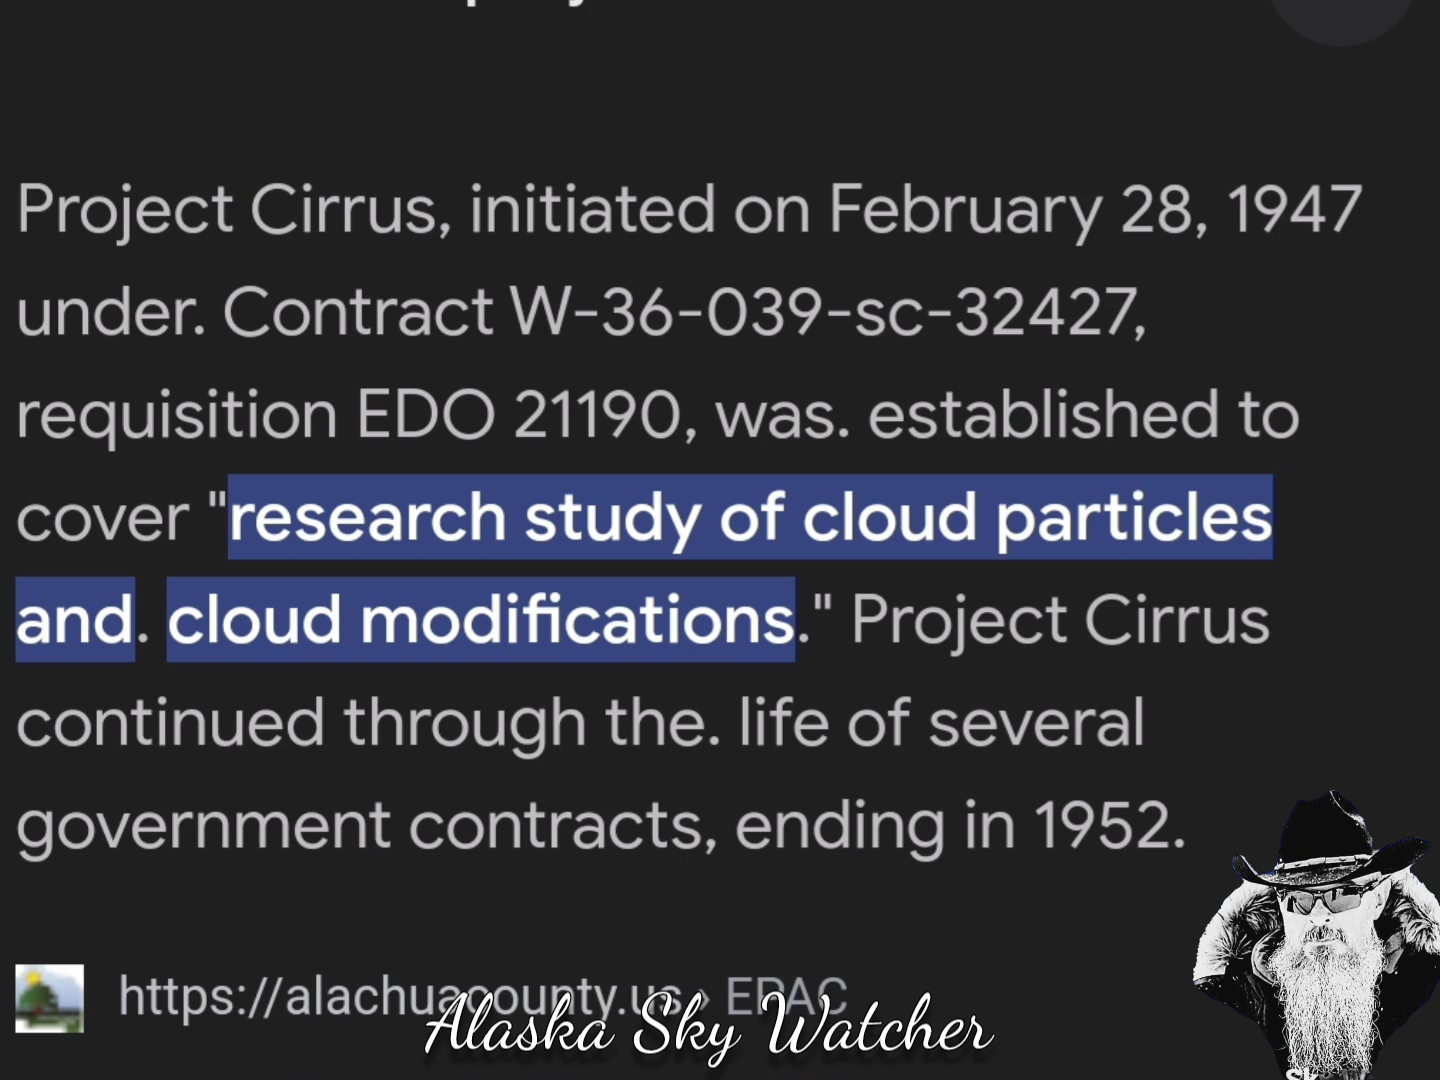 Project Cirrus, initiated on February 28, 1947
under. Contract W-36-039-sc-32427,
requisition EDO 21190, was. established to
cover "research study of cloud particles
and. cloud modifications." Project Cirrus
continued through the. life of several
government contracts, ending in 1952.
https://alachuacounty.us › EPAC
Alaska Sky Watcher